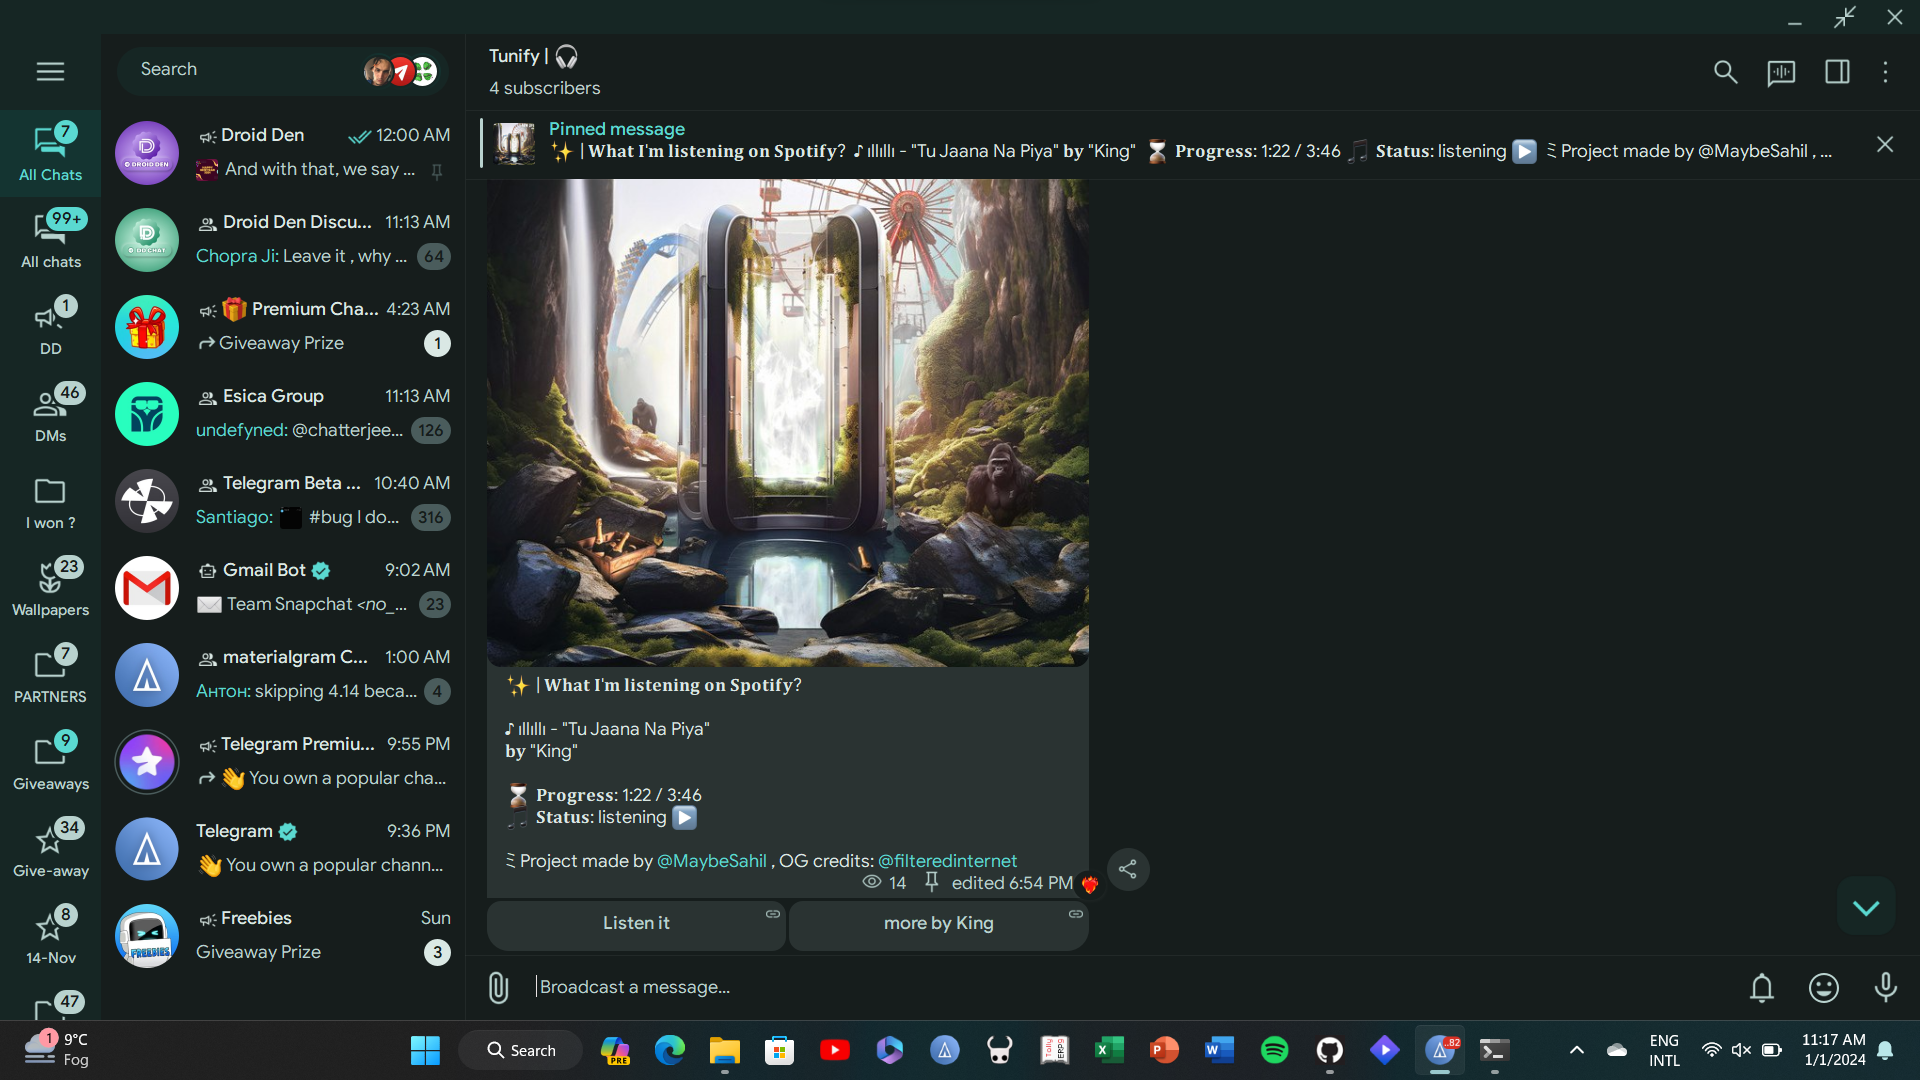 Search
Tunify | 🎧
4 subscribers
Pinned message
✨ | What I'm listening on Spotify? ♪ ıllıllı - "Tu Jaana Na Piya" by "King" ⏳ Progress: 1:22 / 3:46 🎵 Status: listening ▶️ ミ Project made by @MaybeSahil , ...
7
All Chats
99+
All chats
1
DD
46
DMs
I won ?
23
Wallpapers
7
PARTNERS
9
Giveaways
34
Give-away
8
14-Nov
47
Droid Den 12:00 AM
And with that, we say ...
Droid Den Discu... 11:13 AM
Chopra Ji: Leave it , why ... 64
🎁 Premium Cha... 4:23 AM
Giveaway Prize 1
Esica Group 11:13 AM
undefyned: @chatterjee... 126
Telegram Beta ... 10:40 AM
Santiago: #bug I do... 316
Gmail Bot 9:02 AM
✉️ Team Snapchat <no_... 23
materialgram C... 1:00 AM
Антон: skipping 4.14 beca... 4
Telegram Premiu... 9:55 PM
👋 You own a popular cha...
Telegram 9:36 PM
👋 You own a popular chann...
FREEBIES
Freebies Sun
Giveaway Prize 3
✨ | What I'm listening on Spotify?
♪ ıllıllı - "Tu Jaana Na Piya"
by "King"
⏳ Progress: 1:22 / 3:46
🎵 Status: listening ▶️
ミ Project made by @MaybeSahil , OG credits: @filteredinternet
14 edited 6:54 PM
Listen it
more by King
Broadcast a message...
1
9°C
Fog
Search
PRE
..82
ENG
INTL
11:17 AM
1/1/2024